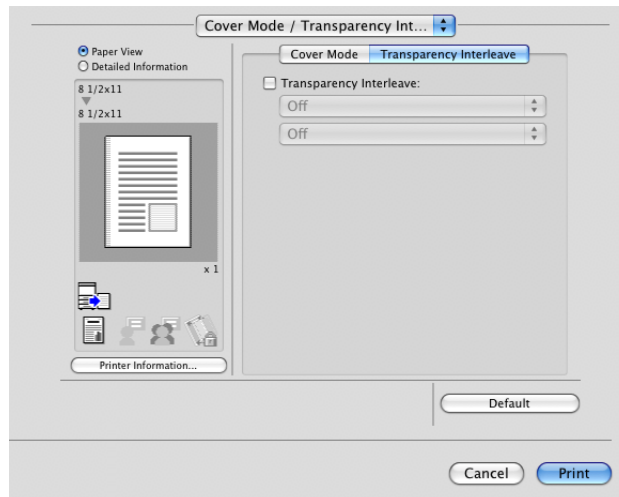 Cover Mode / Transparency Int...
Paper View
Detailed Information
8 1/2x11
8 1/2x11
x 1
Printer Information...
Cover Mode
Transparency Interleave
Transparency Interleave:
Off
Off
Default
Cancel
Print